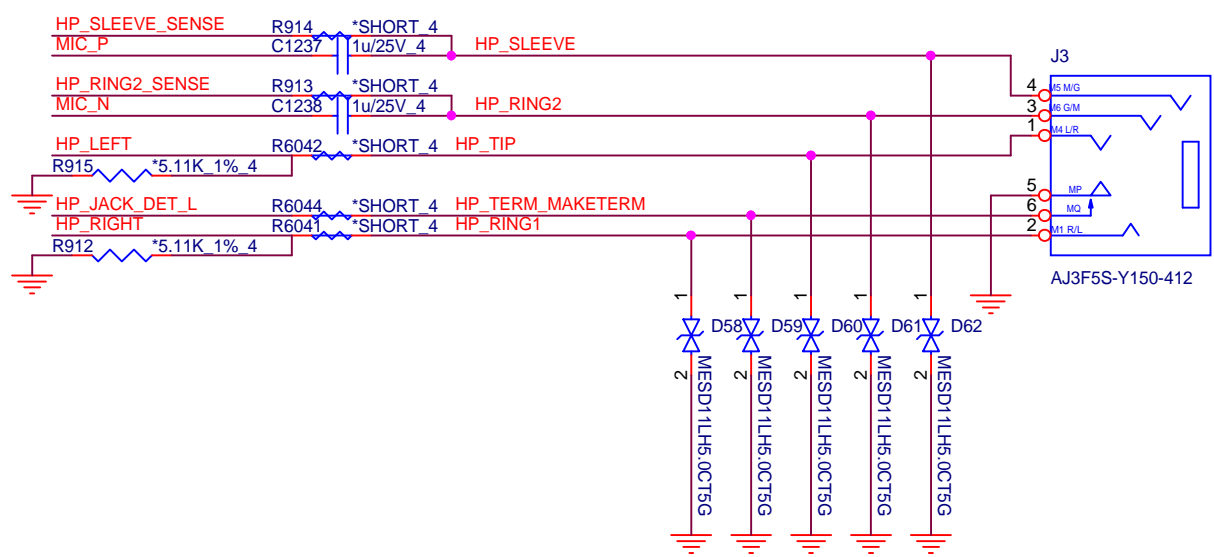 HP_SLEEVE_SENSE R914 *SHORT_4
MIC_P C1237 1u/25V_4 HP_SLEEVE
HP_RING2_SENSE R913 *SHORT_4
MIC_N C1238 1u/25V_4 HP_RING2
HP_LEFT R6042 *SHORT_4 HP_TIP
R915 *5.11K_1%_4
HP_JACK_DET_L R6044 *SHORT_4 HP_TERM_MAKETERM
HP_RIGHT R6041 *SHORT_4 HP_RING1
R912 *5.11K_1%_4
J3
4 M5 M/G
3 M6 G/M
1 M4 L/R
5 MP
6 MQ
2 M1 R/L
AJ3F5S-Y150-412
1 1 1 1 1
D58 D59 D60 D61 D62
2 2 2 2 2
MESD11LH5.0CT5G
MESD11LH5.0CT5G
MESD11LH5.0CT5G
MESD11LH5.0CT5G
MESD11LH5.0CT5G